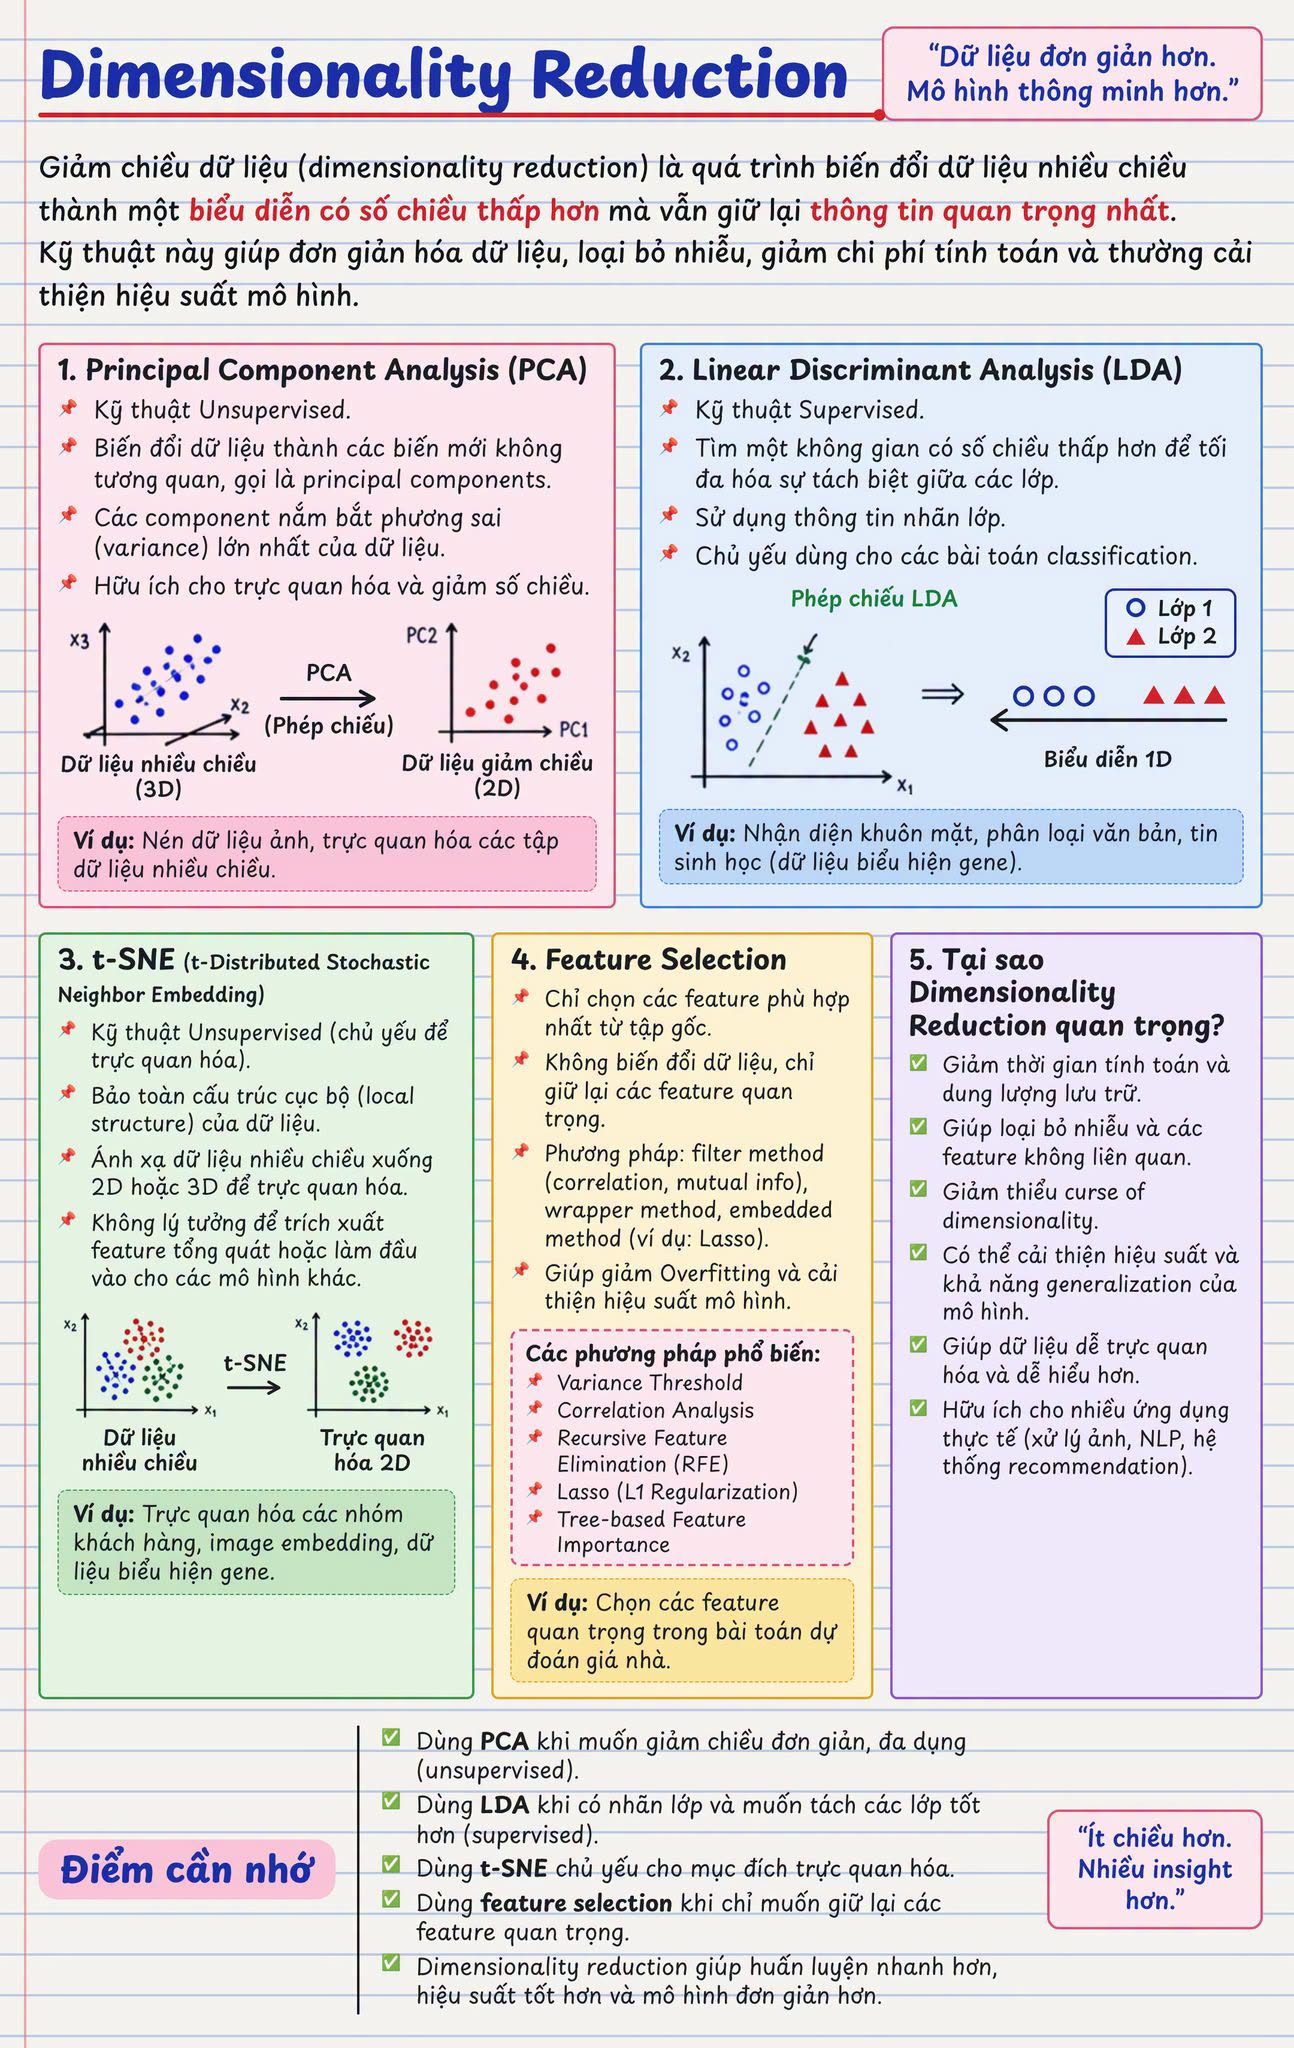 Dimensionality Reduction
“Dữ liệu đơn giản hơn.
Mô hình thông minh hơn.”
Giảm chiều dữ liệu (dimensionality reduction) là quá trình biến đổi dữ liệu nhiều chiều
thành một biểu diễn có số chiều thấp hơn mà vẫn giữ lại thông tin quan trọng nhất.
Kỹ thuật này giúp đơn giản hóa dữ liệu, loại bỏ nhiễu, giảm chi phí tính toán và thường cải
thiện hiệu suất mô hình.
1. Principal Component Analysis (PCA)
Kỹ thuật Unsupervised.
Biến đổi dữ liệu thành các biến mới không
tương quan, gọi là principal components.
Các component nắm bắt phương sai
(variance) lớn nhất của dữ liệu.
Hữu ích cho trực quan hóa và giảm số chiều.
X3
X2
Dữ liệu nhiều chiều
(3D)
PCA
(Phép chiếu)
PC2
PC1
Dữ liệu giảm chiều
(2D)
Ví dụ: Nén dữ liệu ảnh, trực quan hóa các tập
dữ liệu nhiều chiều.
2. Linear Discriminant Analysis (LDA)
Kỹ thuật Supervised.
Tìm một không gian có số chiều thấp hơn để tối
đa hóa sự tách biệt giữa các lớp.
Sử dụng thông tin nhãn lớp.
Chủ yếu dùng cho các bài toán classification.
Phép chiếu LDA
Lớp 1
Lớp 2
X₂
X₁
Biểu diễn 1D
Ví dụ: Nhận diện khuôn mặt, phân loại văn bản, tin
sinh học (dữ liệu biểu hiện gene).
3. t-SNE (t-Distributed Stochastic
Neighbor Embedding)
Kỹ thuật Unsupervised (chủ yếu để
trực quan hóa).
Bảo toàn cấu trúc cục bộ (local
structure) của dữ liệu.
Ánh xạ dữ liệu nhiều chiều xuống
2D hoặc 3D để trực quan hóa.
Không lý tưởng để trích xuất
feature tổng quát hoặc làm đầu
vào cho các mô hình khác.
X₂
X₁
Dữ liệu
nhiều chiều
t-SNE
X₂
X₁
Trực quan
hóa 2D
Ví dụ: Trực quan hóa các nhóm
khách hàng, image embedding, dữ
liệu biểu hiện gene.
4. Feature Selection
Chỉ chọn các feature phù hợp
nhất từ tập gốc.
Không biến đổi dữ liệu, chỉ
giữ lại các feature quan
trọng.
Phương pháp: filter method
(correlation, mutual info),
wrapper method, embedded
method (ví dụ: Lasso).
Giúp giảm Overfitting và cải
thiện hiệu suất mô hình.
Các phương pháp phổ biến:
Variance Threshold
Correlation Analysis
Recursive Feature
Elimination (RFE)
Lasso (L1 Regularization)
Tree-based Feature
Importance
Ví dụ: Chọn các feature
quan trọng trong bài toán dự
đoán giá nhà.
5. Tại sao
Dimensionality
Reduction quan trọng?
Giảm thời gian tính toán và
dung lượng lưu trữ.
Giúp loại bỏ nhiễu và các
feature không liên quan.
Giảm thiểu curse of
dimensionality.
Có thể cải thiện hiệu suất và
khả năng generalization của
mô hình.
Giúp dữ liệu dễ trực quan
hóa và dễ hiểu hơn.
Hữu ích cho nhiều ứng dụng
thực tế (xử lý ảnh, NLP, hệ
thống recommendation).
Điểm cần nhớ
Dùng PCA khi muốn giảm chiều đơn giản, đa dụng
(unsupervised).
Dùng LDA khi có nhãn lớp và muốn tách các lớp tốt
hơn (supervised).
Dùng t-SNE chủ yếu cho mục đích trực quan hóa.
Dùng feature selection khi chỉ muốn giữ lại các
feature quan trọng.
Dimensionality reduction giúp huấn luyện nhanh hơn,
hiệu suất tốt hơn và mô hình đơn giản hơn.
“Ít chiều hơn.
Nhiều insight
hơn.”